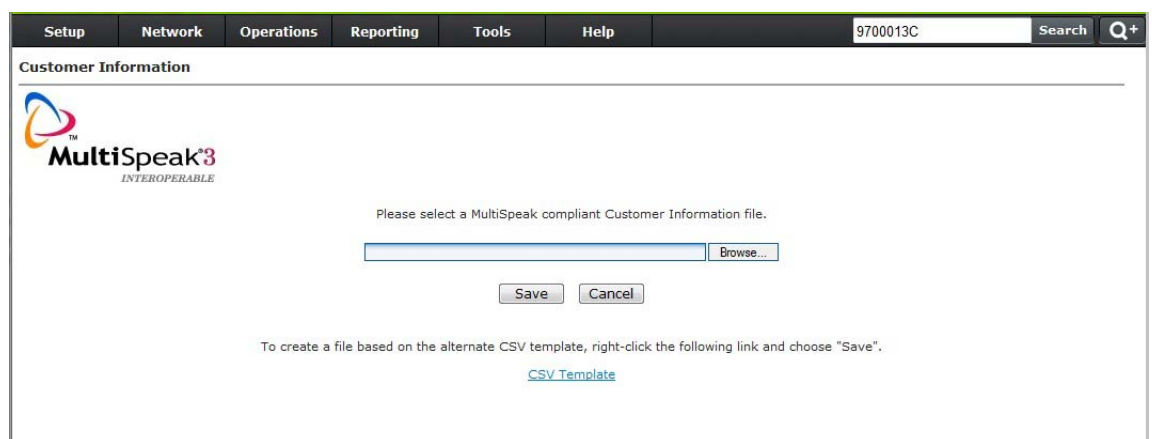 Setup Network Operations Reporting Tools Help 9700013C Search Q+
Customer Information
TM
MultiSpeak®3
INTEROPERABLE
Please select a MultiSpeak compliant Customer Information file.
Browse...
Save Cancel
To create a file based on the alternate CSV template, right-click the following link and choose "Save".
CSV Template